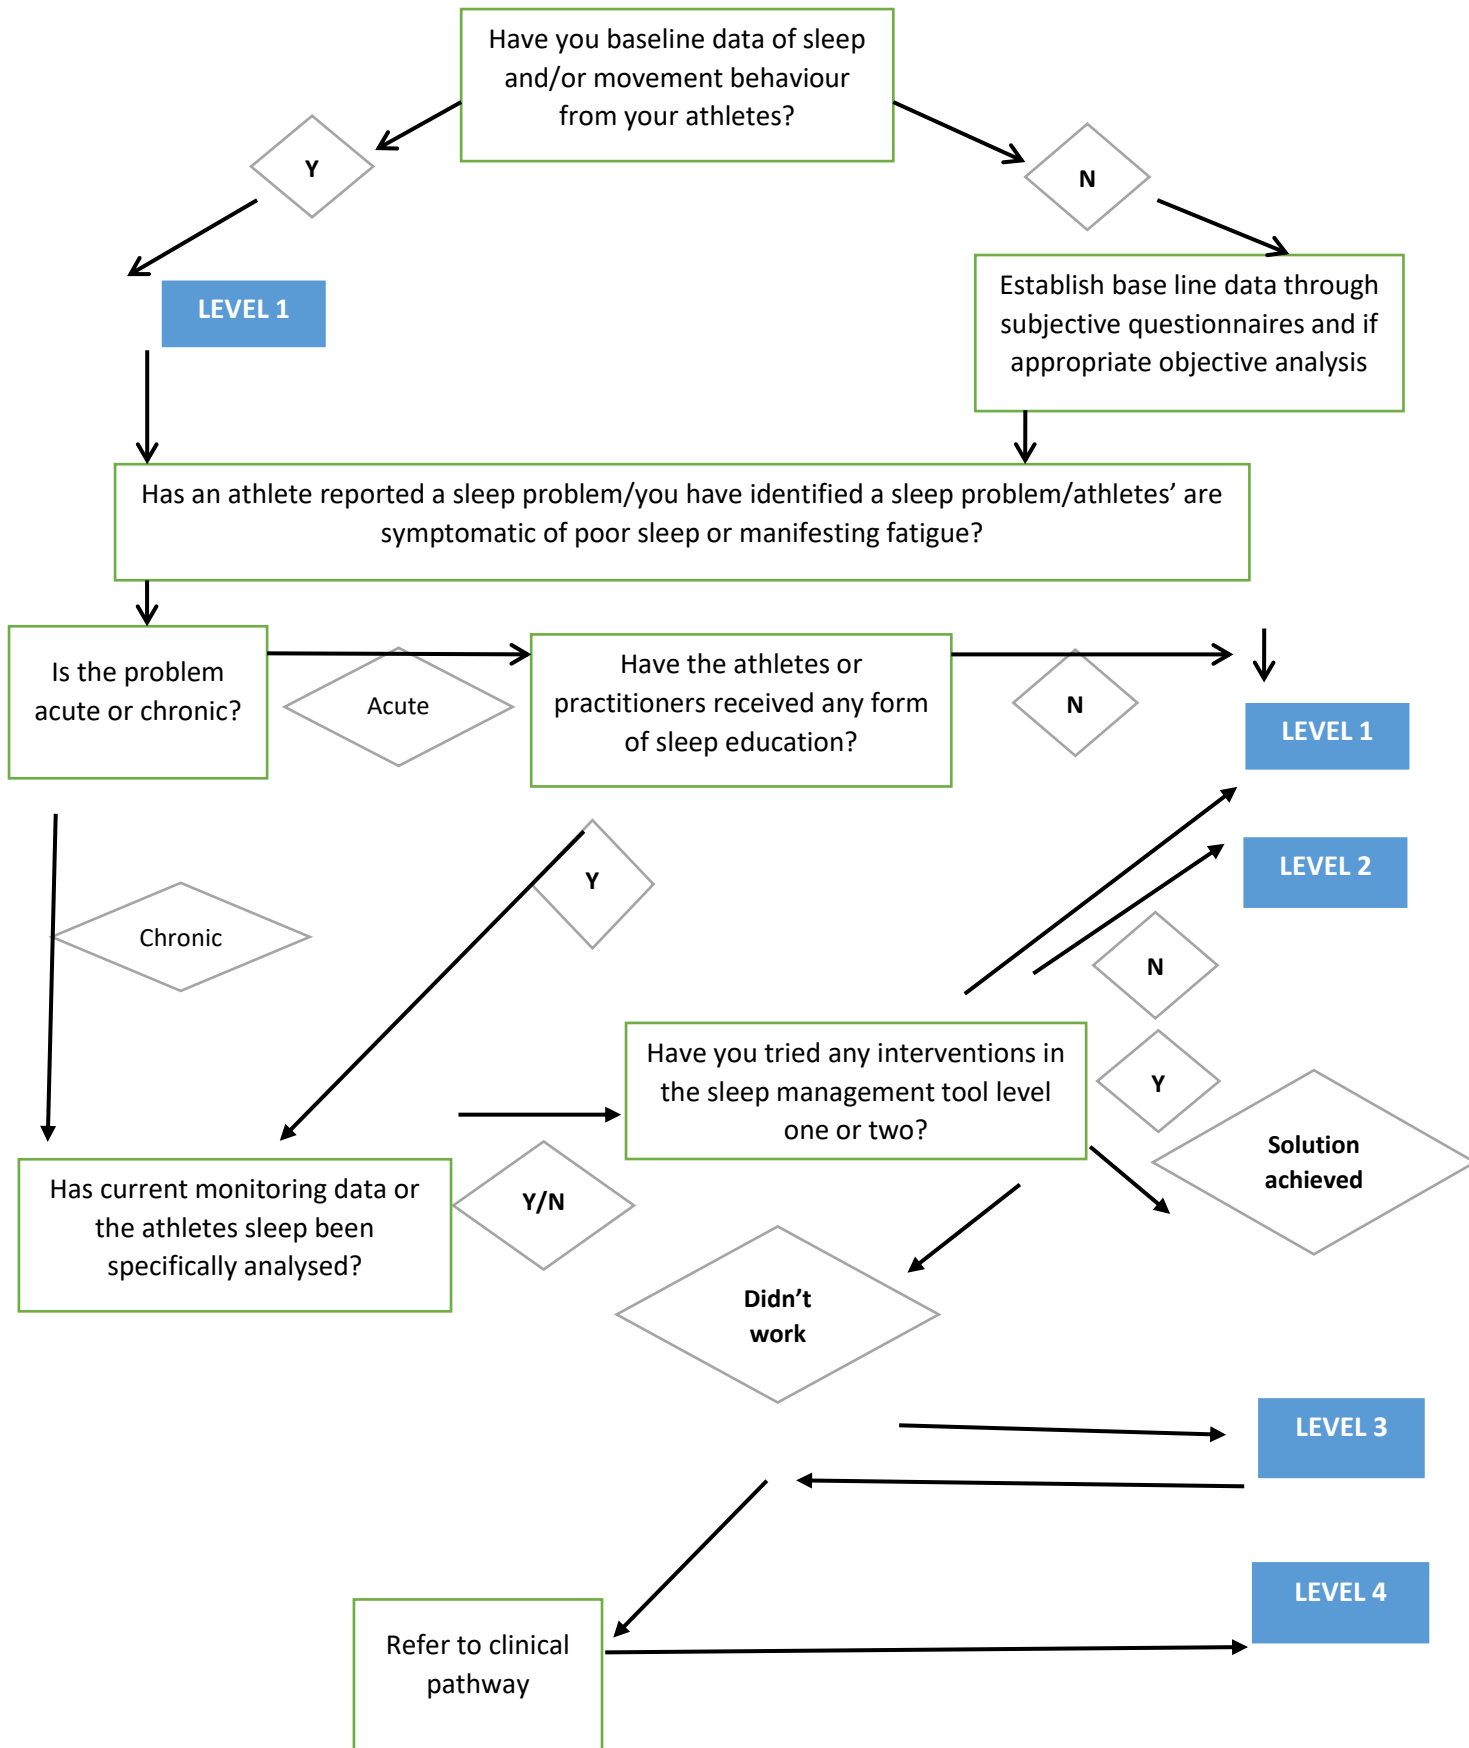 Have you baseline data of sleep
and/or movement behaviour
from your athletes?
Y
N
LEVEL 1
Establish base line data through
subjective questionnaires and if
appropriate objective analysis
Has an athlete reported a sleep problem/you have identified a sleep problem/athletes’ are
symptomatic of poor sleep or manifesting fatigue?
Is the problem
acute or chronic?
Acute
Have the athletes or
practitioners received any form
of sleep education?
N
LEVEL 1
LEVEL 2
Y
Chronic
N
Have you tried any interventions in
the sleep management tool level
one or two?
Y
Solution
achieved
Has current monitoring data or
the athletes sleep been
specifically analysed?
Y/N
Didn’t
work
LEVEL 3
LEVEL 4
Refer to clinical
pathway